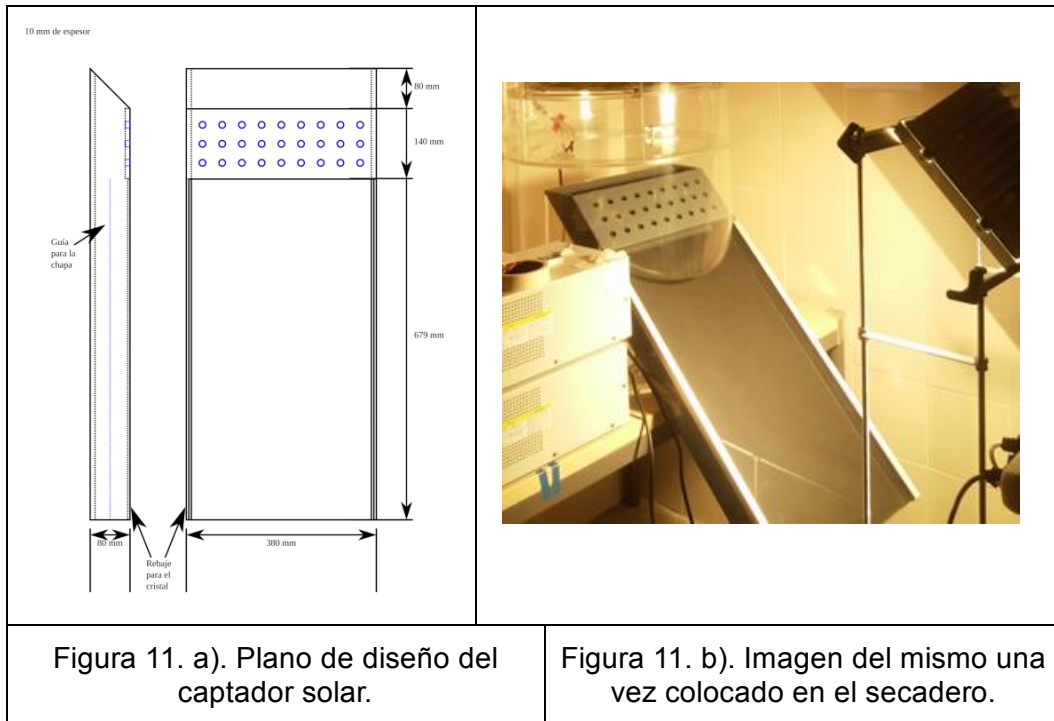 10 mm de espesor
80 mm
140 mm
Guía
para la
chapa
679 mm
80 mm
380 mm
Rebaje
para el
cristal
Figura 11. a). Plano de diseño del
captador solar.
Figura 11. b). Imagen del mismo una
vez colocado en el secadero.